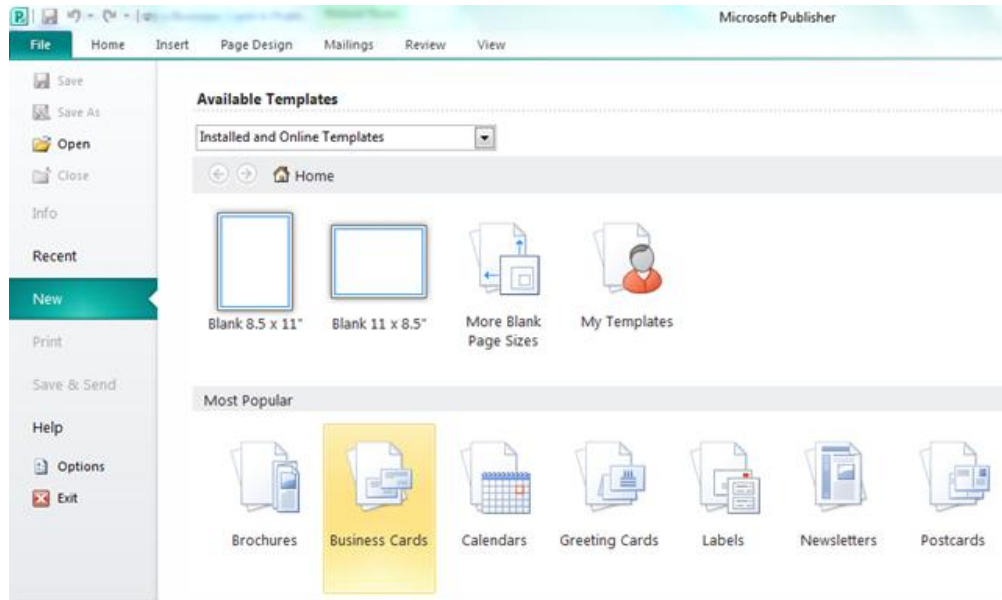 Microsoft Publisher
File Home Insert Page Design Mailings Review View
Save
Save As
Open
Close
Info
Recent
New
Print
Save & Send
Help
Options
Exit
Available Templates
Installed and Online Templates
Home
Blank 8.5 x 11"
Blank 11 x 8.5"
More Blank
Page Sizes
My Templates
Most Popular
Brochures
Business Cards
Calendars
Greeting Cards
Labels
Newsletters
Postcards